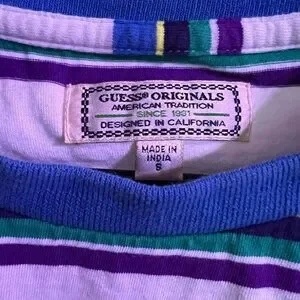 GUESS® ORIGINALS
AMERICAN TRADITION
SINCE 1981
DESIGNED IN CALIFORNIA
MADE IN
INDIA
S